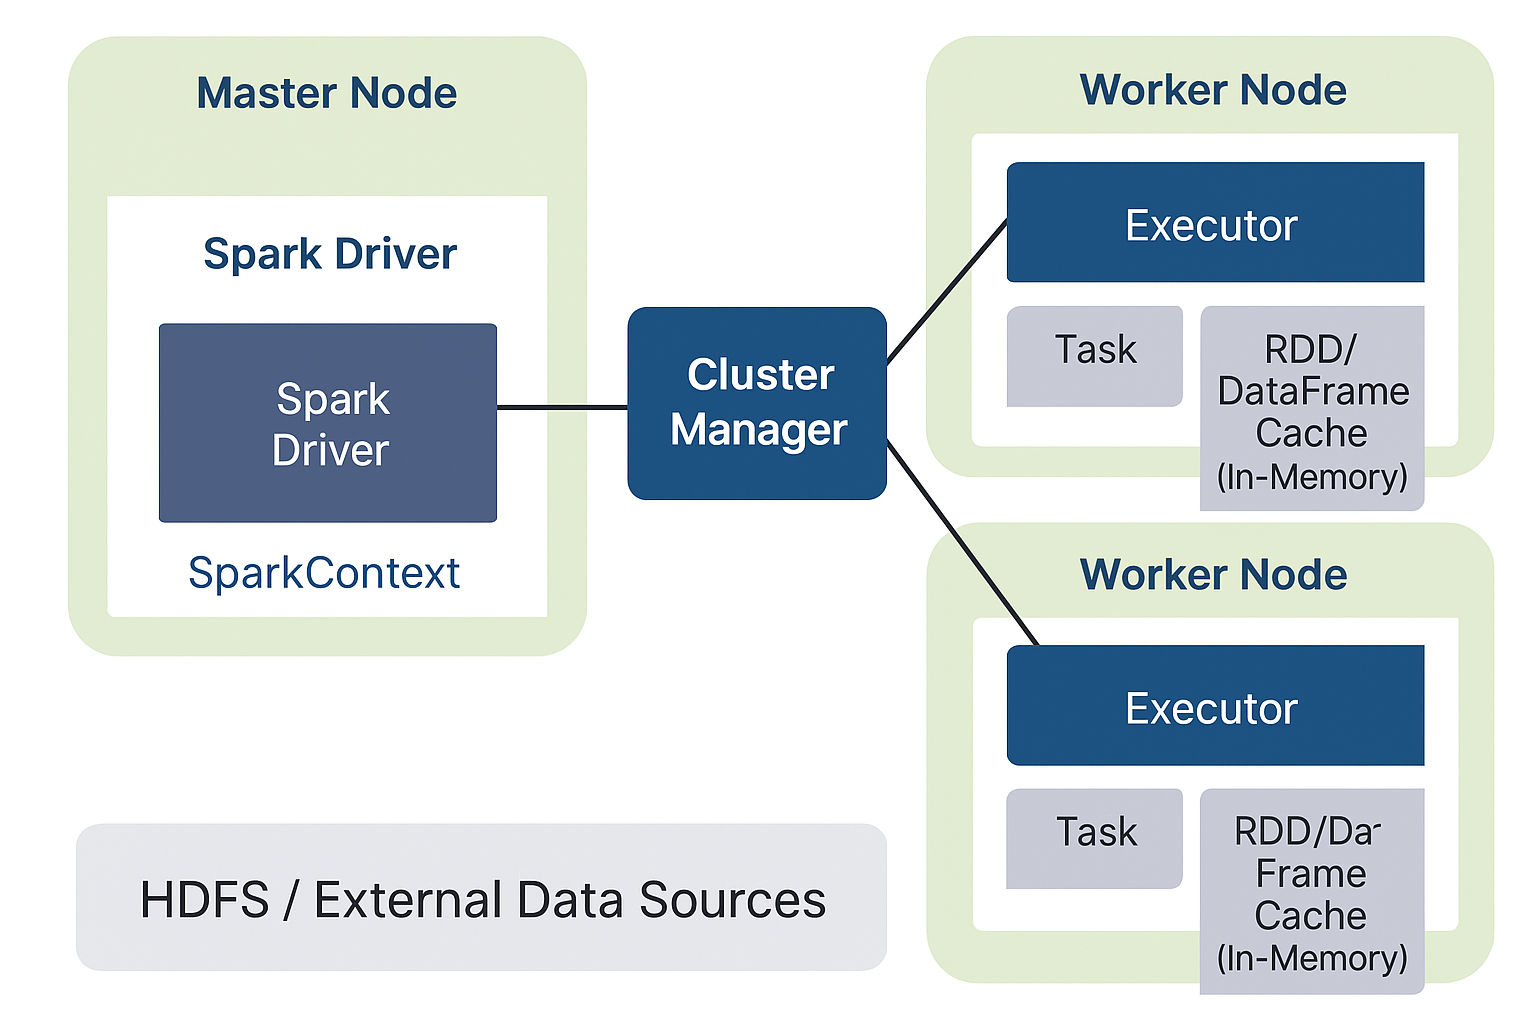 Master Node
Spark Driver
Spark
Driver
SparkContext
Cluster
Manager
Worker Node
Executor
Task
RDD/
DataFrame
Cache
(In-Memory)
Worker Node
Executor
Task
RDD/Dar
Frame
Cache
(In-Memory)
HDFS / External Data Sources